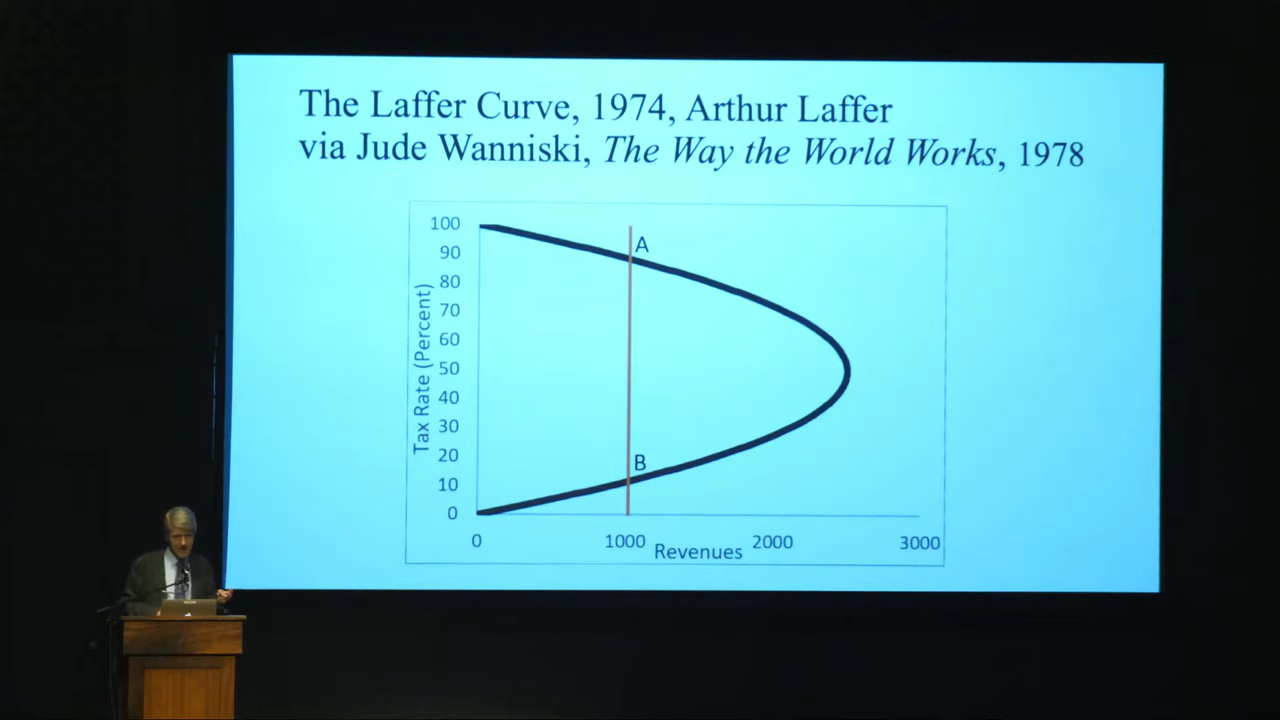 The Laffer Curve, 1974, Arthur Laffer
via Jude Wanniski, The Way the World Works, 1978
100
A
90
80
70
60
50
40
30
20
B
10
0
Tax Rate (Percent)
0 1000 2000 3000
Revenues